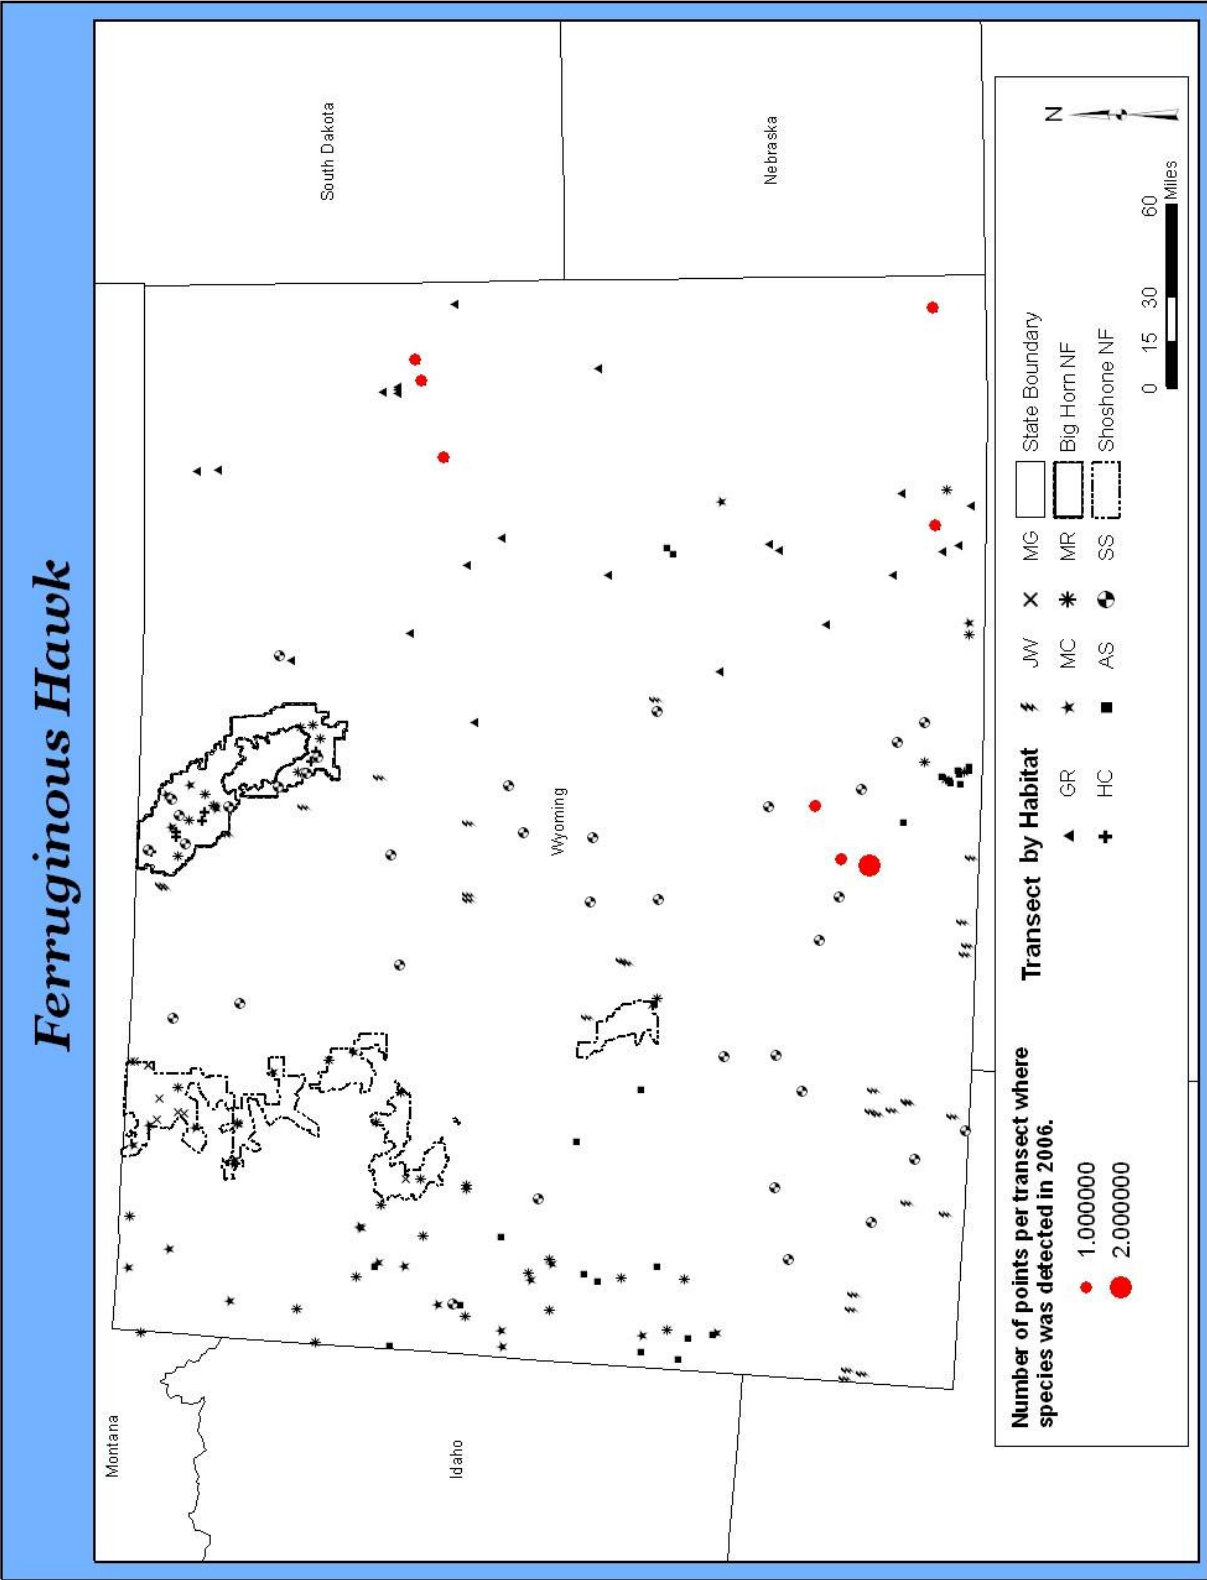 Ferruginous Hawk
Montana
South Dakota
Idaho
Wyoming
Nebraska
Number of points per transect where
species was detected in 2006.
1.000000
2.000000
Transect by Habitat
GR
HC
JW
MC
AS
MG
MR
SS
State Boundary
Big Horn NF
Shoshone NF
N
0 15 30 60
Miles